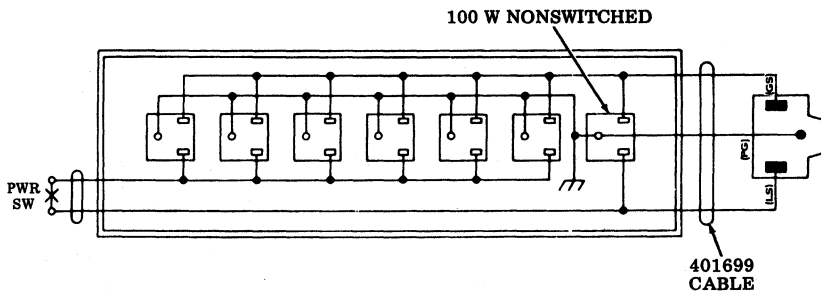 100 W NONSWITCHED
(GS)
(PG)
(LS)
PWR
SW
401699
CABLE